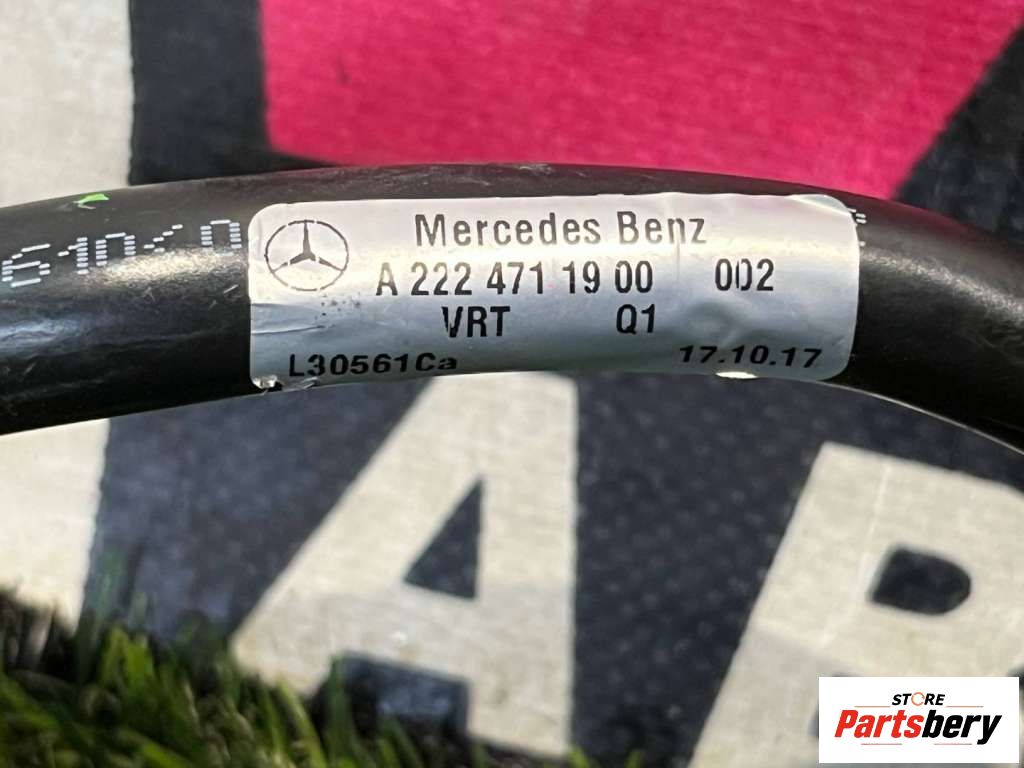 Mercedes Benz
A 222 471 19 00 002
VRT Q1
L30561Ca 17.10.17
STORE
Partsbery